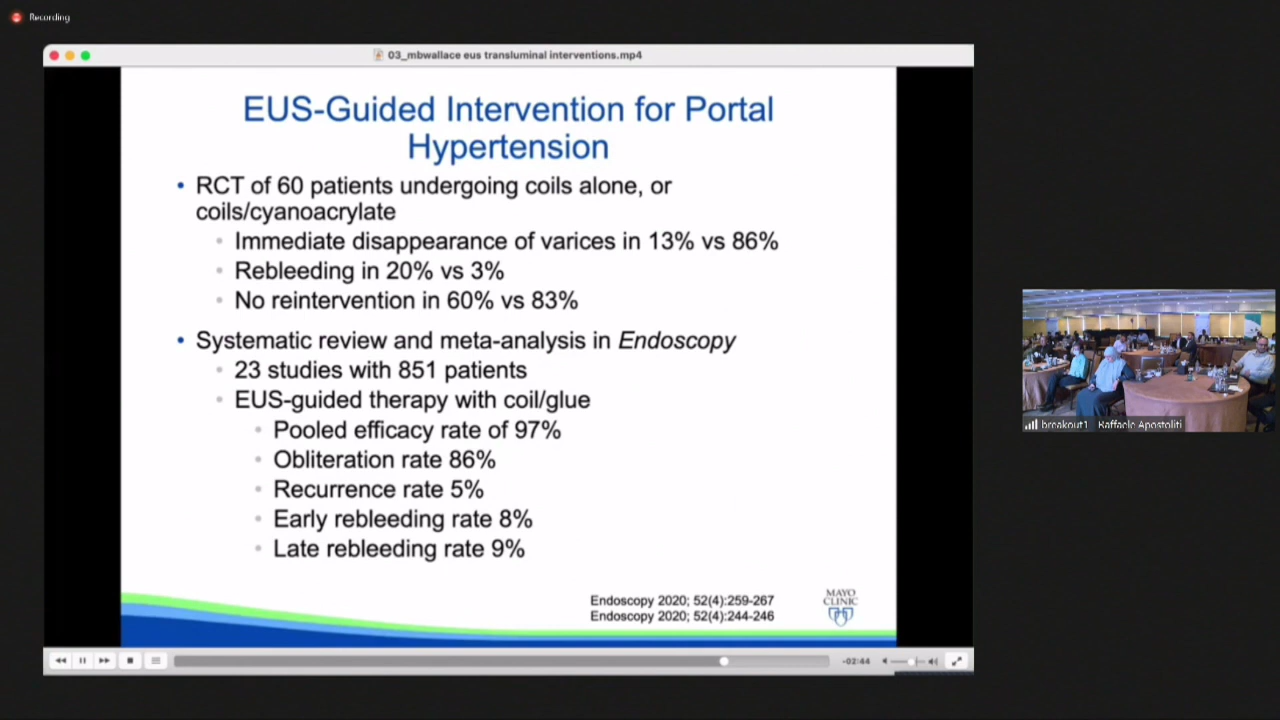 Recording
03_mbwallace eus transluminal interventions.mp4
EUS-Guided Intervention for Portal
Hypertension
• RCT of 60 patients undergoing coils alone, or
coils/cyanoacrylate
• Immediate disappearance of varices in 13% vs 86%
• Rebleeding in 20% vs 3%
• No reintervention in 60% vs 83%
• Systematic review and meta-analysis in Endoscopy
• 23 studies with 851 patients
• EUS-guided therapy with coil/glue
• Pooled efficacy rate of 97%
• Obliteration rate 86%
• Recurrence rate 5%
• Early rebleeding rate 8%
• Late rebleeding rate 9%
Endoscopy 2020; 52(4):259-267
Endoscopy 2020; 52(4):244-246
MAYO
CLINIC
-02:44
breakout1 - Raffaele Apostoliti